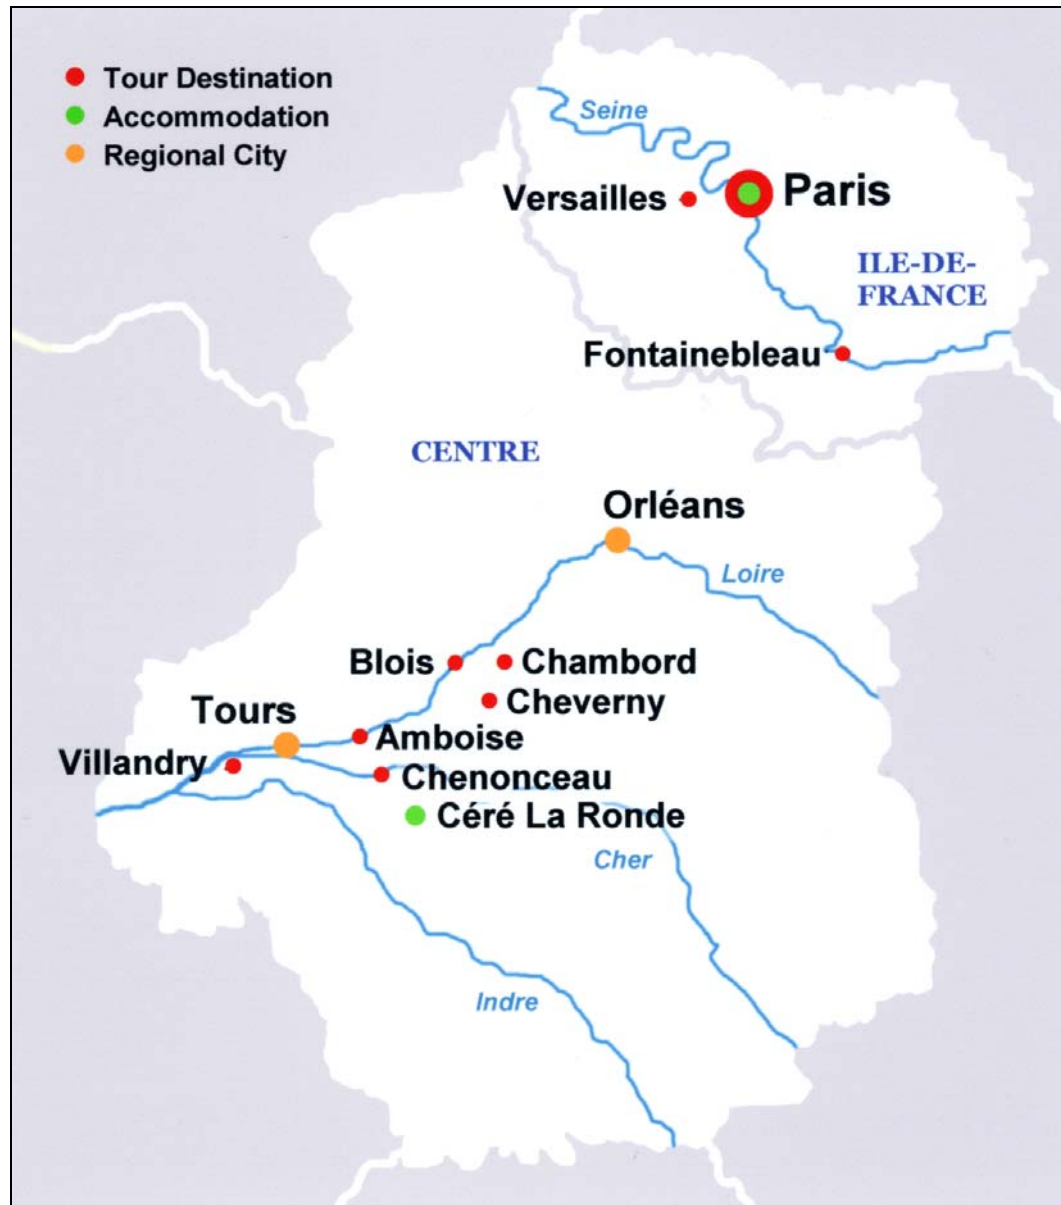 Tour Destination
Accommodation
Regional City
Seine
Versailles
Paris
ILE-DE-
FRANCE
Fontainebleau
CENTRE
Orléans
Loire
Blois
Chambord
Cheverny
Tours
Amboise
Villandry
Chenonceau
Céré La Ronde
Cher
Indre